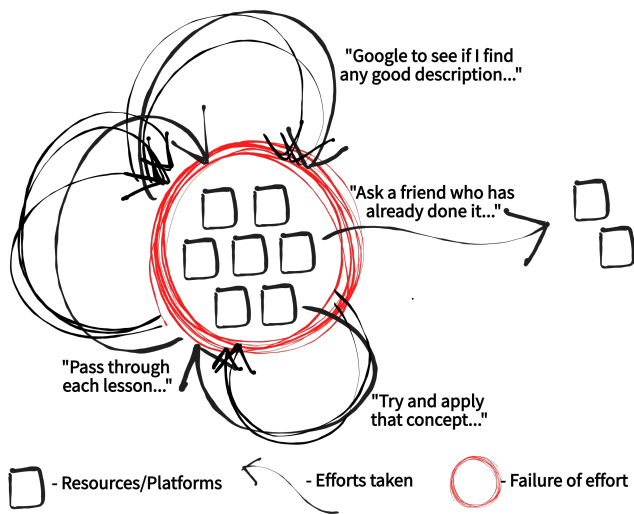 "Google to see if I find
any good description..."
"Ask a friend who has
already done it..."
"Pass through
each lesson..."
"Try and apply
that concept..."
- Resources/Platforms
- Efforts taken
- Failure of effort